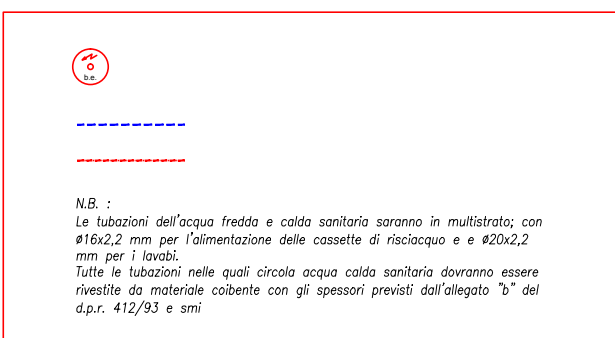 b.e.
N.B. :
Le tubazioni dell'acqua fredda e calda sanitaria saranno in multistrato; con
ø16x2,2 mm per l'alimentazione delle cassette di risciacquo e e ø20x2,2
mm per i lavabi.
Tutte le tubazioni nelle quali circola acqua calda sanitaria dovranno essere
rivestite da materiale coibente con gli spessori previsti dall'allegato "b" del
d.p.r. 412/93 e smi